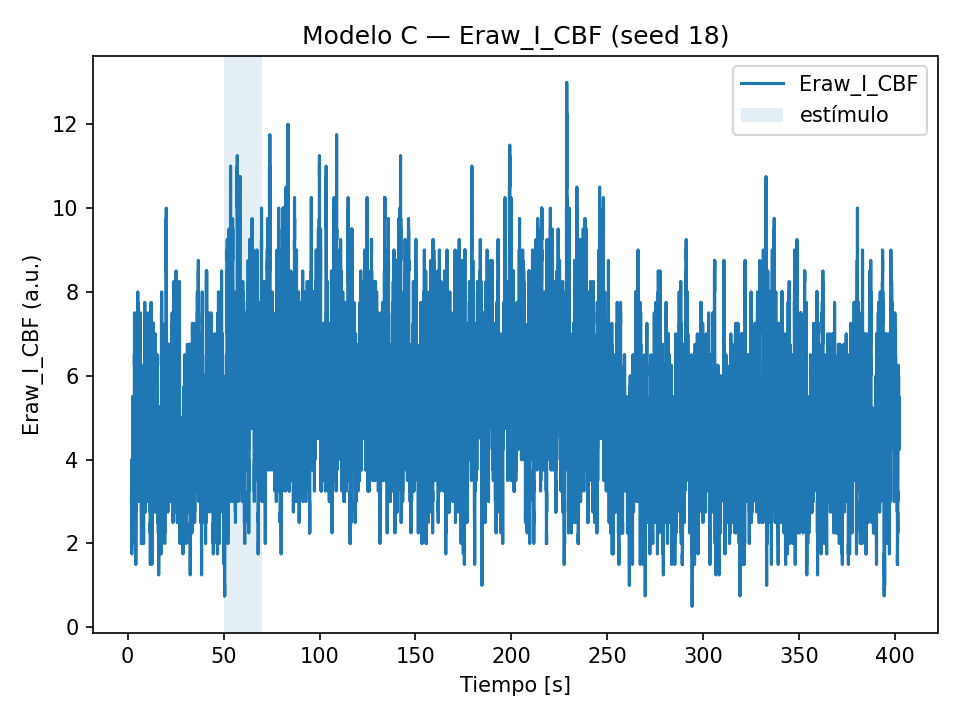 Modelo C — Eraw_I_CBF (seed 18)
Eraw_I_CBF
estímulo
Eraw_I_CBF (a.u.)
12
10
8
6
4
2
0
0 50 100 150 200 250 300 350 400
Tiempo [s]